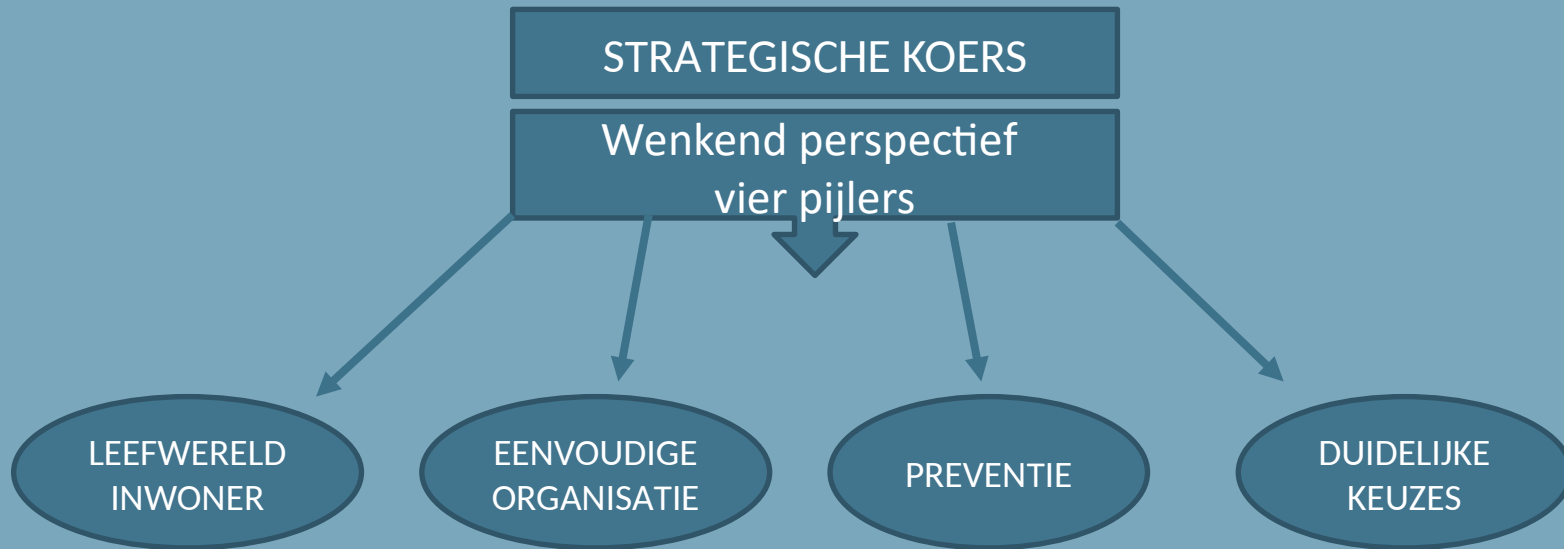 STRATEGISCHE KOERS
Wenkend perspectief
vier pijlers
LEEFWERELD
INWONER
EENVOUDIGE
ORGANISATIE
PREVENTIE
DUIDELIJKE
KEUZES